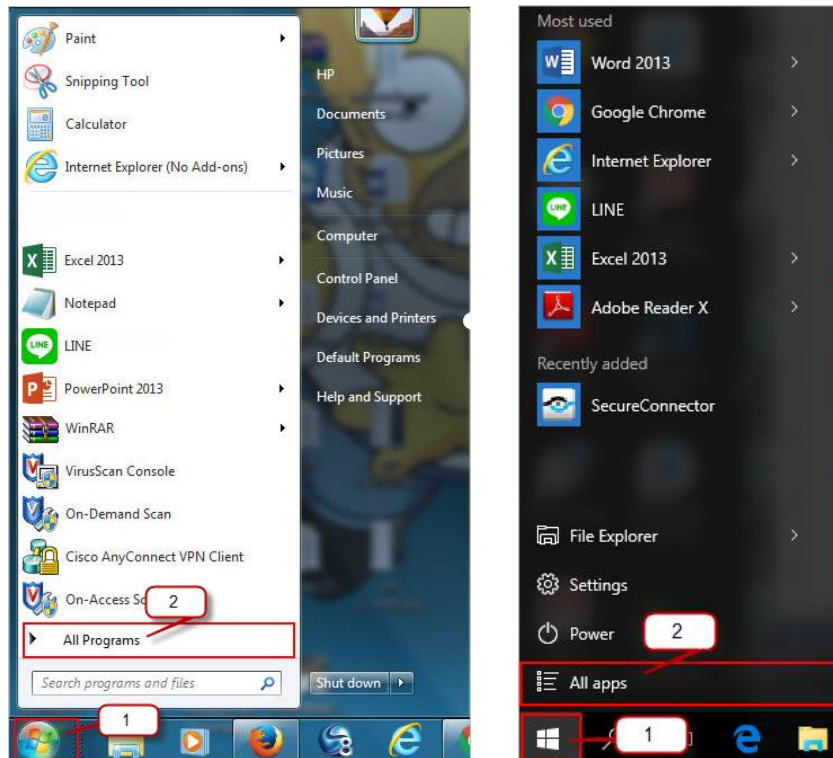 Paint
Snipping Tool
Calculator
Internet Explorer (No Add-ons)
Excel 2013
Notepad
LINE
LINE
PowerPoint 2013
WinRAR
VirusScan Console
On-Demand Scan
Cisco AnyConnect VPN Client
On-Access
2
All Programs
Search programs and files
1
HP
Documents
Pictures
Music
Computer
Control Panel
Devices and Printers
Default Programs
Help and Support
Shut down
Most used
Word 2013
Google Chrome
Internet Explorer
LINE
LINE
Excel 2013
Adobe Reader X
Recently added
SecureConnector
File Explorer
Settings
Power
2
All apps
1